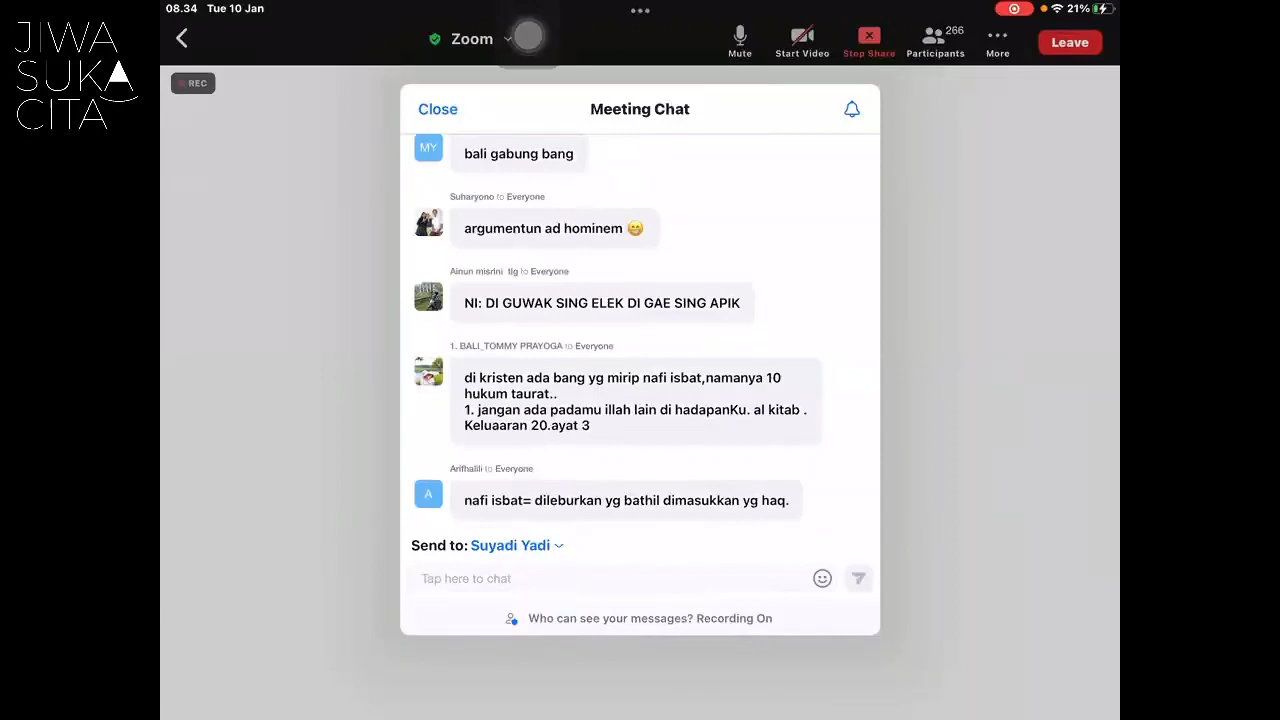 JIWA
SUKA
CITA
08.34 Tue 10 Jan
21%
Zoom
Mute
Start Video
Stop Share
266
Participants
More
Leave
REC
Close
Meeting Chat
MY
bali gabung bang
Suharyono to Everyone
argumentun ad hominem 😁
Ainun misrini tlg to Everyone
NI: DI GUWAK SING ELEK DI GAE SING APIK
1. BALI_TOMMY PRAYOGA to Everyone
di kristen ada bang yg mirip nafi isbat,namanya 10
hukum taurat..
1. jangan ada padamu illah lain di hadapanKu. al kitab .
Keluaaran 20.ayat 3
Arifhalili to Everyone
A
nafi isbat= dileburkan yg bathil dimasukkan yg haq.
Send to: Suyadi Yadi
Tap here to chat
Who can see your messages? Recording On